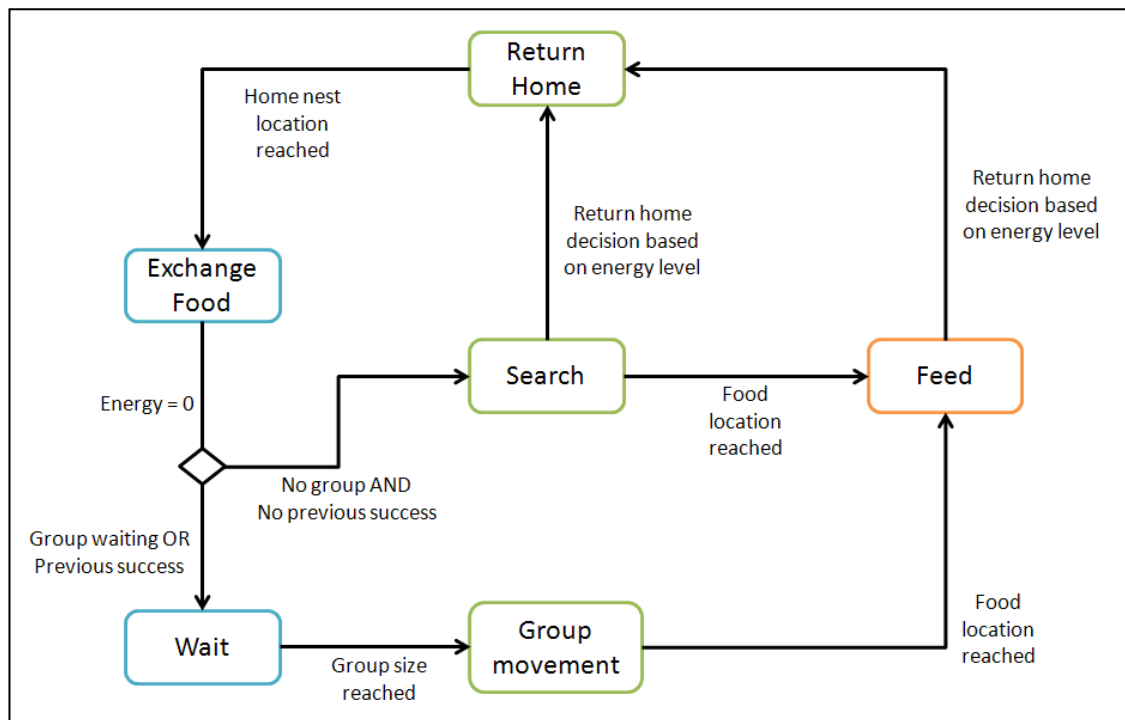 Return
Home
Home nest
location
reached
Return home
decision based
on energy level
Return home
decision based
on energy level
Exchange
Food
Search
Feed
Energy = 0
Food
location
reached
No group AND
No previous success
Group waiting OR
Previous success
Wait
Group size
reached
Group
movement
Food
location
reached